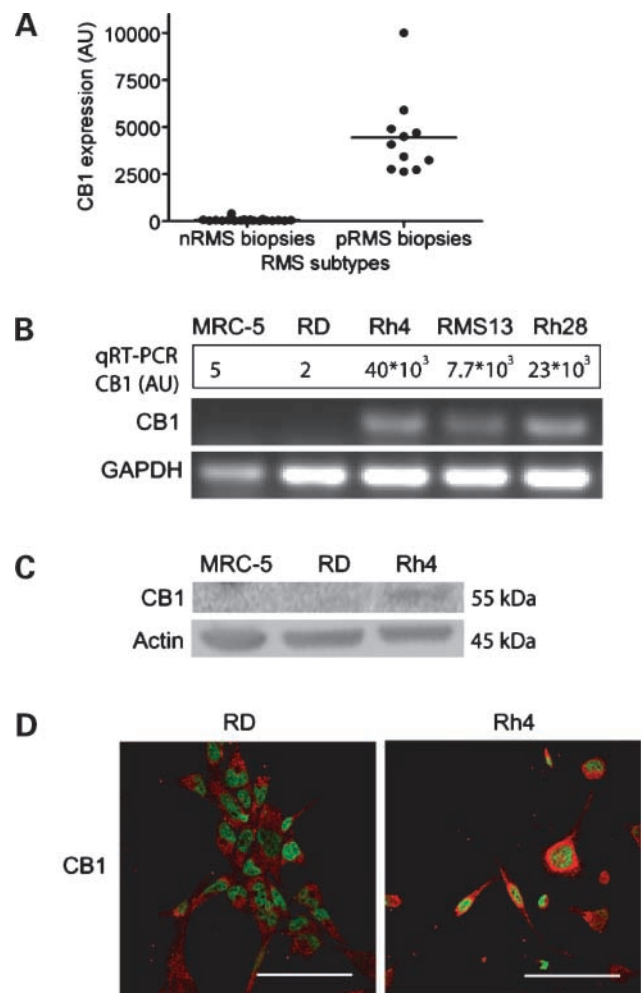 A
CB1 expression (AU)
10000
7500
5000
2500
0
nRMS biopsies pRMS biopsies
RMS subtypes
B
MRC-5 RD Rh4 RMS13 Rh28
qRT-PCR
CB1 (AU)
5 2 40*10³ 7.7*10³ 23*10³
CB1
GAPDH
C
MRC-5 RD Rh4
CB1 55 kDa
Actin 45 kDa
D
RD Rh4
CB1